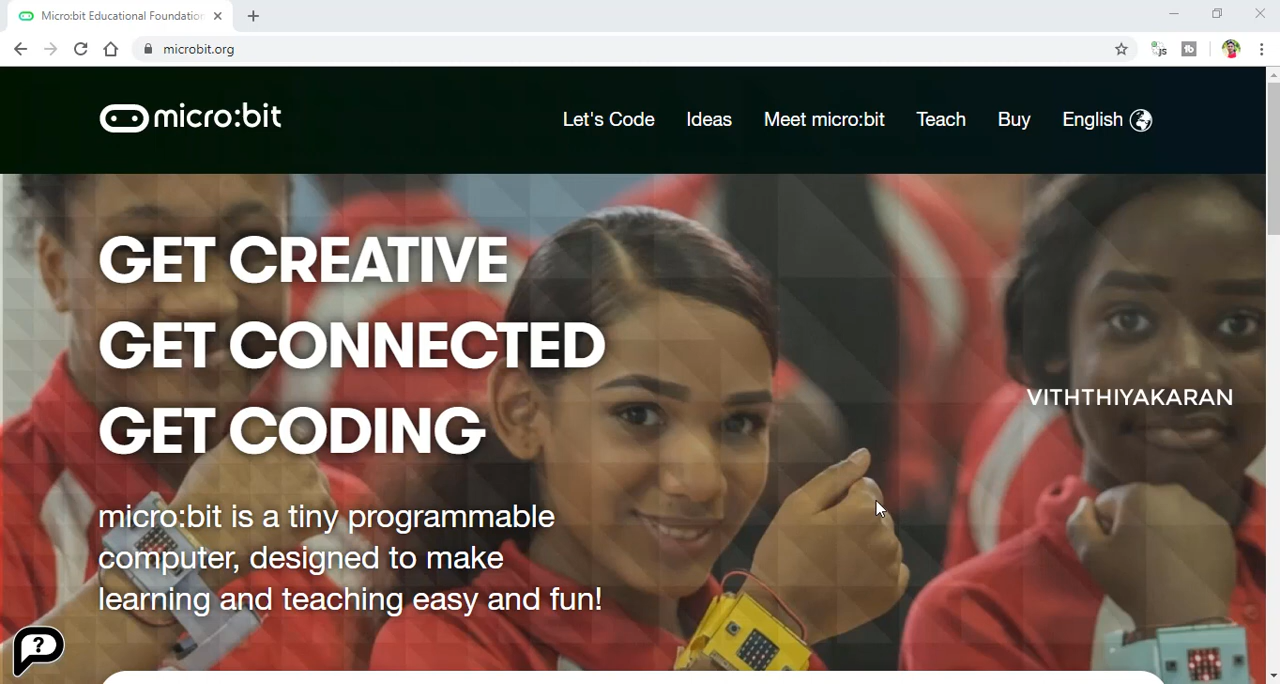 Micro:bit Educational Foundation
microbit.org
JS
tb
micro:bit
Let's Code
Ideas
Meet micro:bit
Teach
Buy
English
GET CREATIVE
GET CONNECTED
GET CODING
VITHTHIYAKARAN
micro:bit is a tiny programmable
computer, designed to make
learning and teaching easy and fun!
?